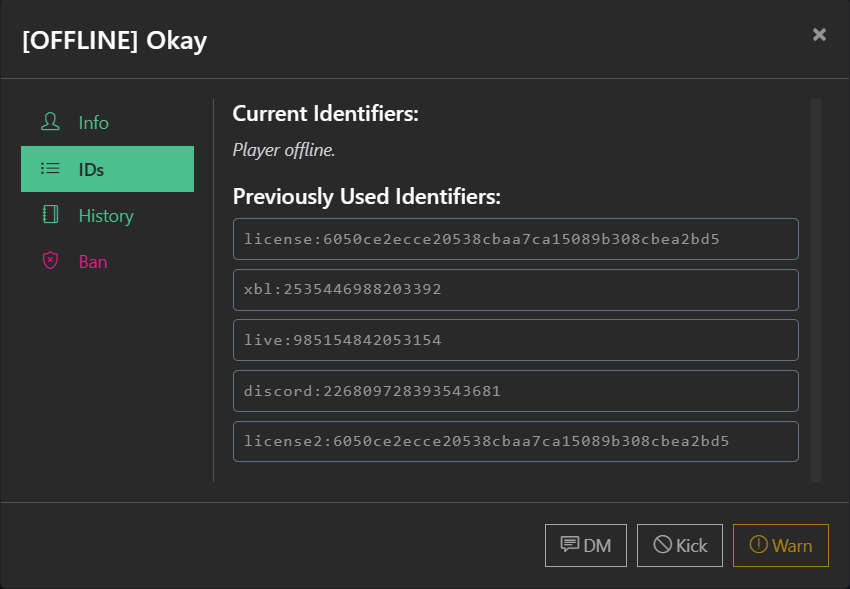 [OFFLINE] Okay
Info
IDs
History
Ban
Current Identifiers:
Player offline.
Previously Used Identifiers:
license:6050ce2ecce20538cbaa7ca15089b308cbea2bd5
xbl:2535446988203392
live:985154842053154
discord:226809728393543681
license2:6050ce2ecce20538cbaa7ca15089b308cbea2bd5
DM
Kick
Warn